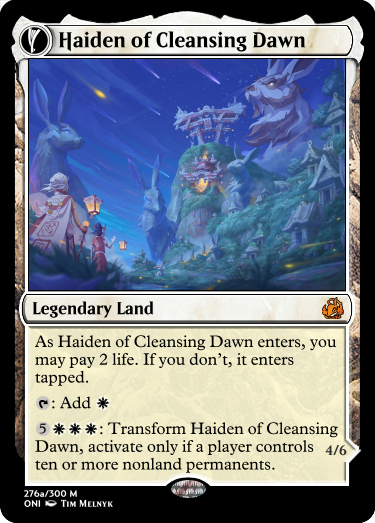 Haiden of Cleansing Dawn
Legendary Land
As Haiden of Cleansing Dawn enters, you
may pay 2 life. If you don't, it enters
tapped.
: Add
5 : Transform Haiden of Cleansing
Dawn, activate only if a player controls
ten or more nonland permanents.
4/6
276a/300 M
ONI Tim Melnyk